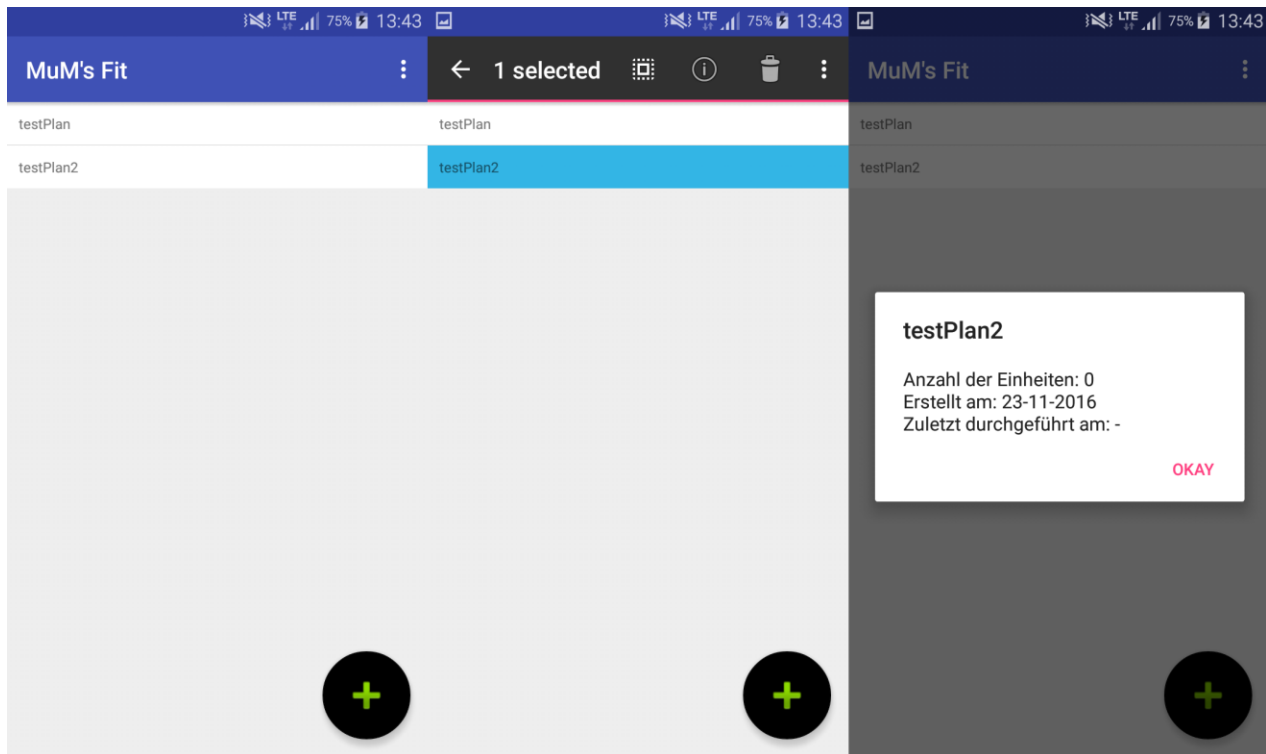 LTE 75% 13:43
MuM's Fit
testPlan
testPlan2
LTE 75% 13:43
1 selected
testPlan
testPlan2
LTE 75% 13:43
MuM's Fit
testPlan
testPlan2
testPlan2
Anzahl der Einheiten: 0
Erstellt am: 23-11-2016
Zuletzt durchgeführt am: -
OKAY